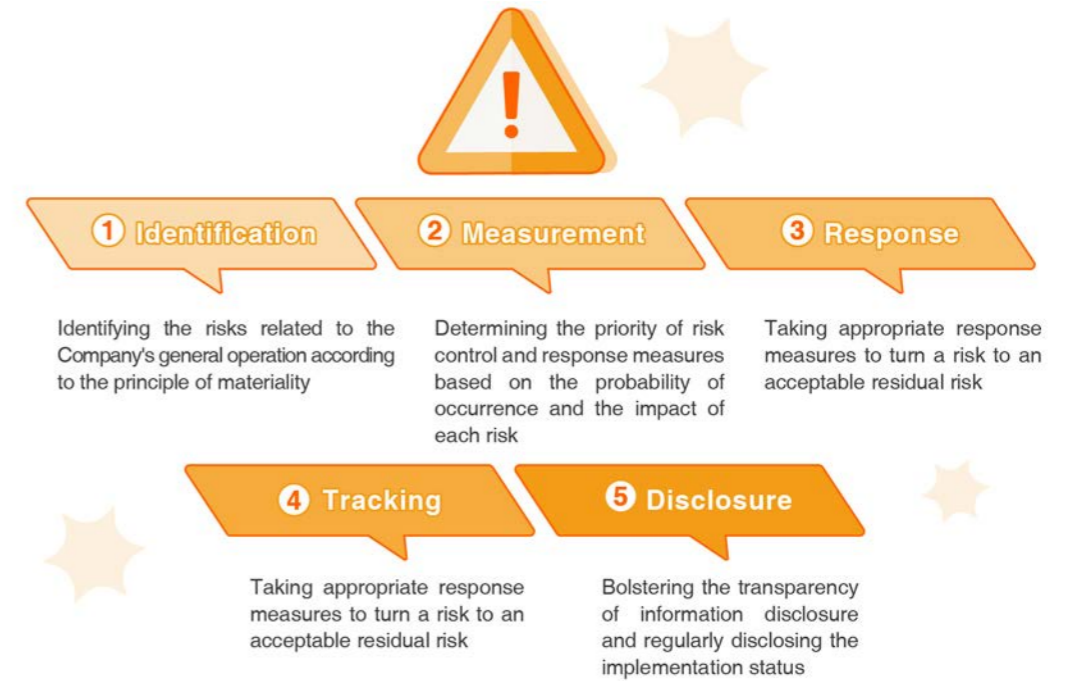 !
1 Identification
Identifying the risks related to the
Company's general operation according
to the principle of materiality
2 Measurement
Determining the priority of risk
control and response measures
based on the probability of
occurrence and the impact of
each risk
3 Response
Taking appropriate response
measures to turn a risk to an
acceptable residual risk
4 Tracking
Taking appropriate response
measures to turn a risk to an
acceptable residual risk
5 Disclosure
Bolstering the transparency
of information disclosure
and regularly disclosing the
implementation status